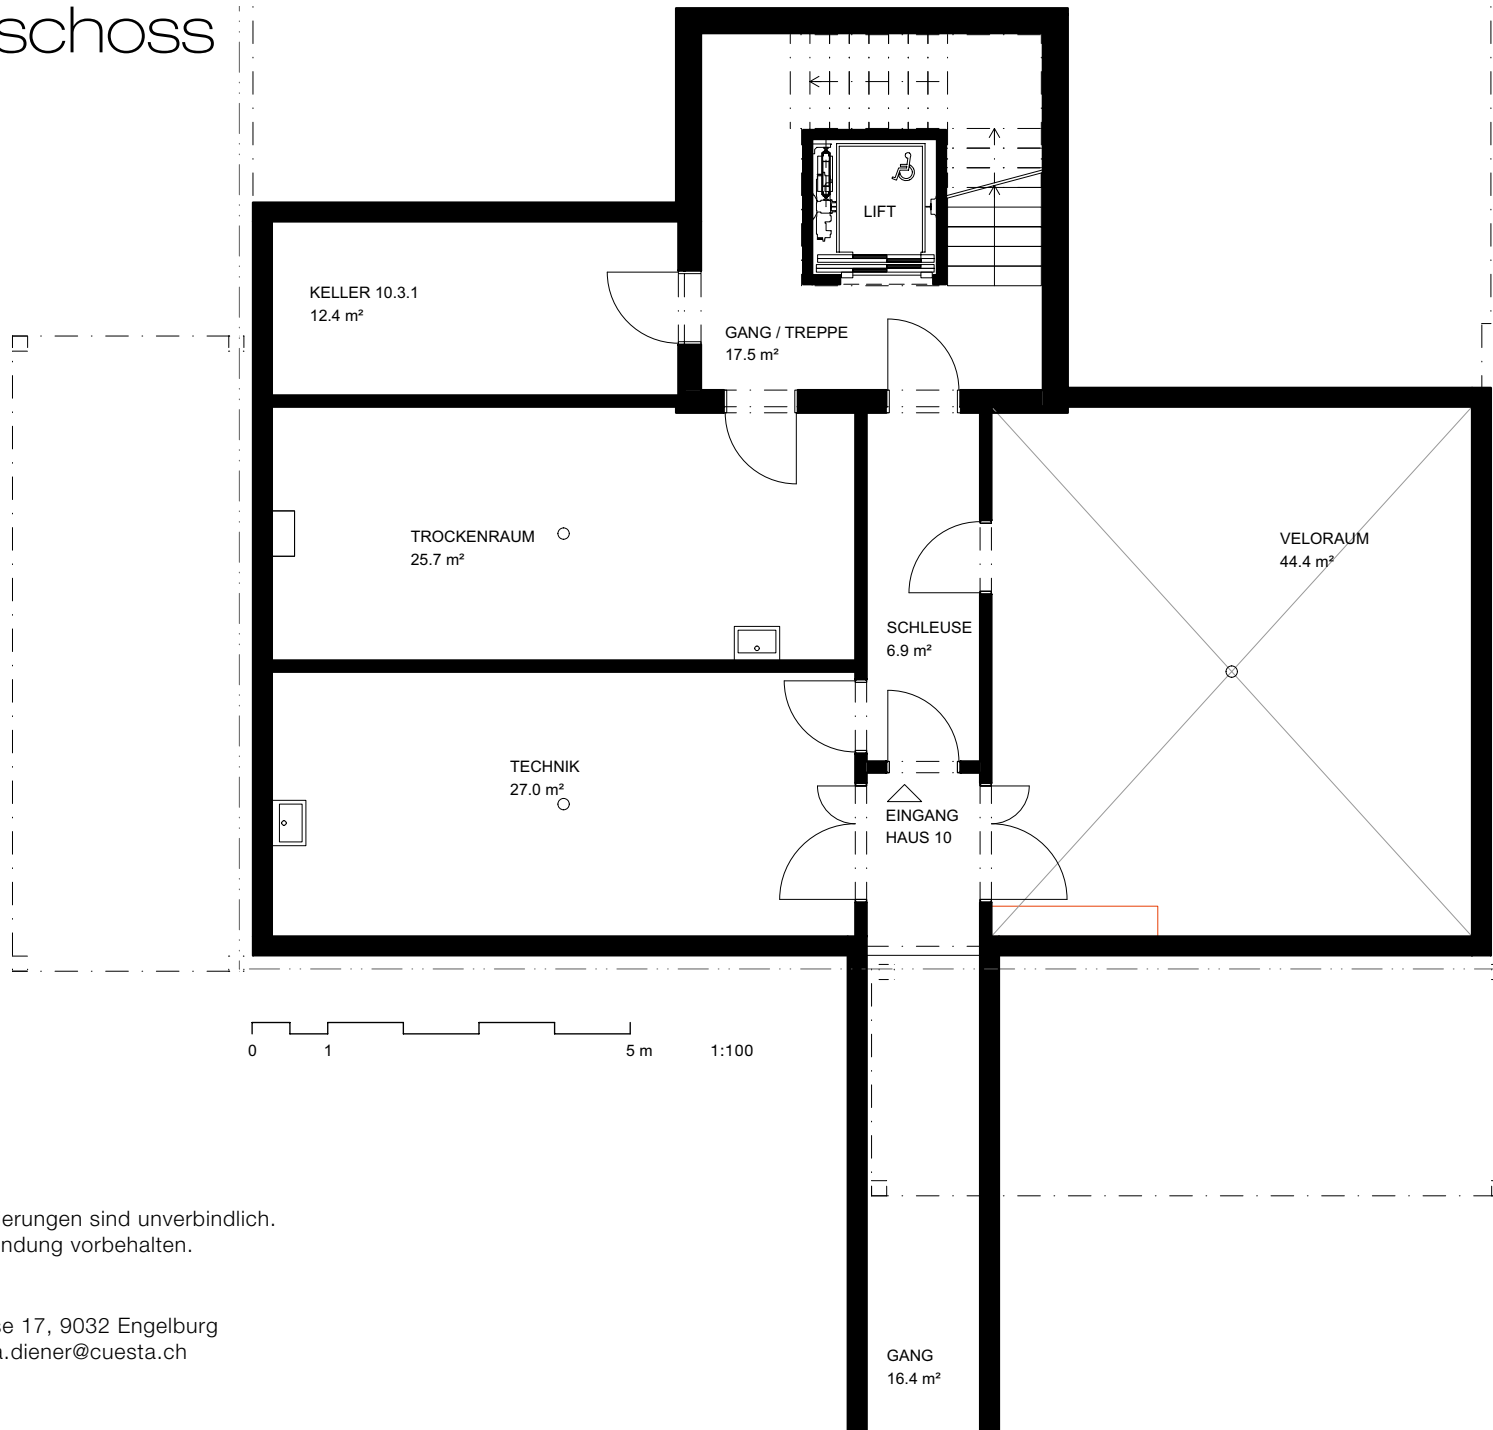 schoss
LIFT
KELLER 10.3.1
12.4 m²
GANG / TREPPE
17.5 m²
TROCKENRAUM
25.7 m²
VELORAUM
44.4 m²
SCHLEUSE
6.9 m²
TECHNIK
27.0 m²
EINGANG
HAUS 10
0 1 5 m 1:100
erungen sind unverbindlich.
ndung vorbehalten.
se 17, 9032 Engelburg
a.diener@cuesta.ch
GANG
16.4 m²